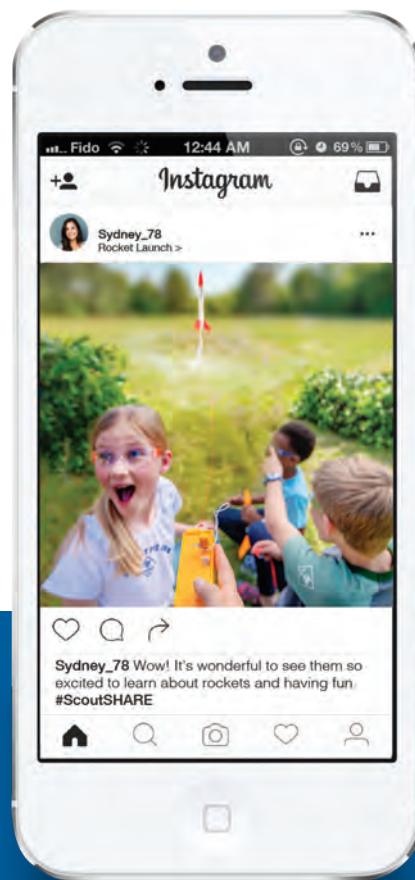 Fido 12:44 AM 69%
Instagram
Sydney_78
Rocket Launch >
Sydney_78 Wow! It's wonderful to see them so
excited to learn about rockets and having fun
#ScoutSHARE